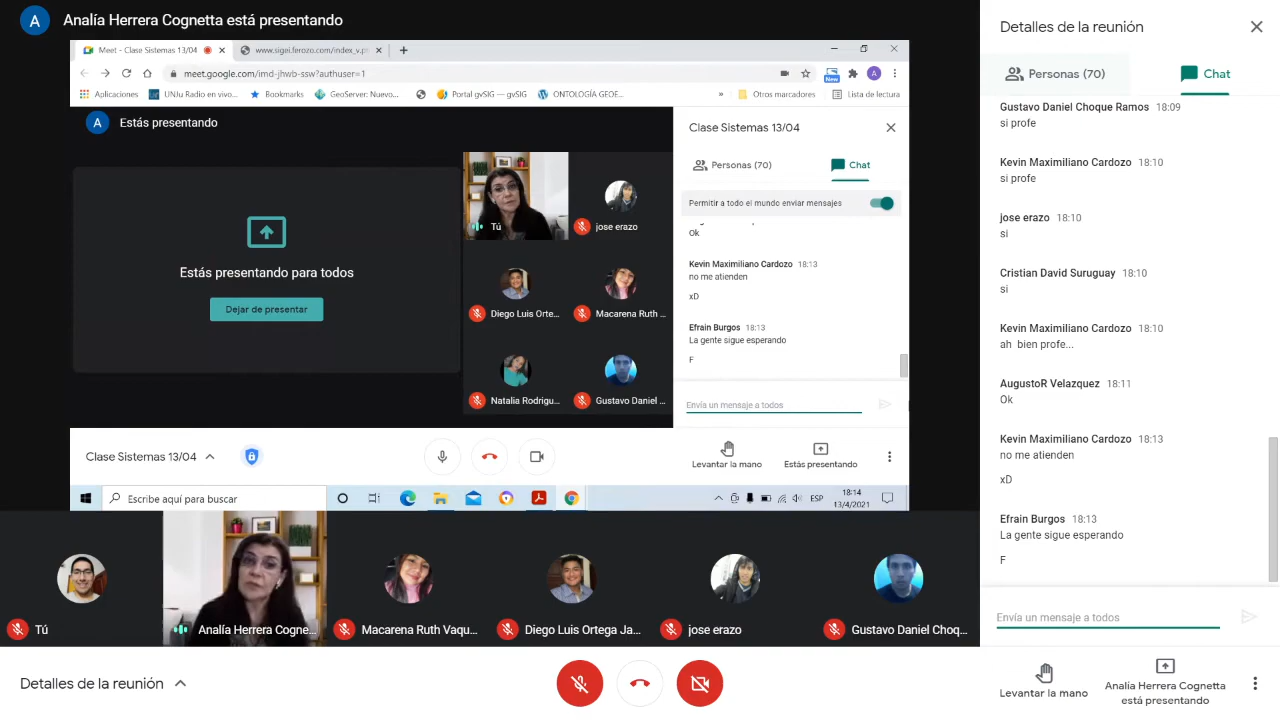 A
Analía Herrera Cognetta está presentando
Meet - Clase Sistemas 13/04
www.sigei.ferozo.com/index_v.pt
meet.google.com/imd-jhwb-ssw?authuser=1
New
A
Aplicaciones
UNJu Radio en vivo...
Bookmarks
GeoServer: Nuevo...
Portal gvSIG — gvSIG
ONTOLOGÍA GEOE...
»
Otros marcadores
Lista de lectura
A
Estás presentando
Estás presentando para todos
Dejar de presentar
Tú
jose erazo
Diego Luis Orte...
Macarena Ruth ...
Natalia Rodrigu...
Gustavo Daniel ...
Clase Sistemas 13/04
Personas (70)
Chat
Permitir a todo el mundo enviar mensajes
Ok
Kevin Maximiliano Cardozo 18:13
no me atienden
xD
Efrain Burgos 18:13
La gente sigue esperando
F
Envía un mensaje a todos
Clase Sistemas 13/04
Levantar la mano
Estás presentando
Escribe aquí para buscar
ESP
18:14
13/4/2021
Tú
Analía Herrera Cogne...
Macarena Ruth Vaqu...
Diego Luis Ortega Ja...
jose erazo
Gustavo Daniel Choq...
Detalles de la reunión
Detalles de la reunión
Personas (70)
Chat
Gustavo Daniel Choque Ramos 18:09
si profe
Kevin Maximiliano Cardozo 18:10
si profe
jose erazo 18:10
si
Cristian David Suruguay 18:10
si
Kevin Maximiliano Cardozo 18:10
ah bien profe...
AugustoR Velazquez 18:11
Ok
Kevin Maximiliano Cardozo 18:13
no me atienden
xD
Efrain Burgos 18:13
La gente sigue esperando
F
Envía un mensaje a todos
Levantar la mano
Analía Herrera Cognetta
está presentando